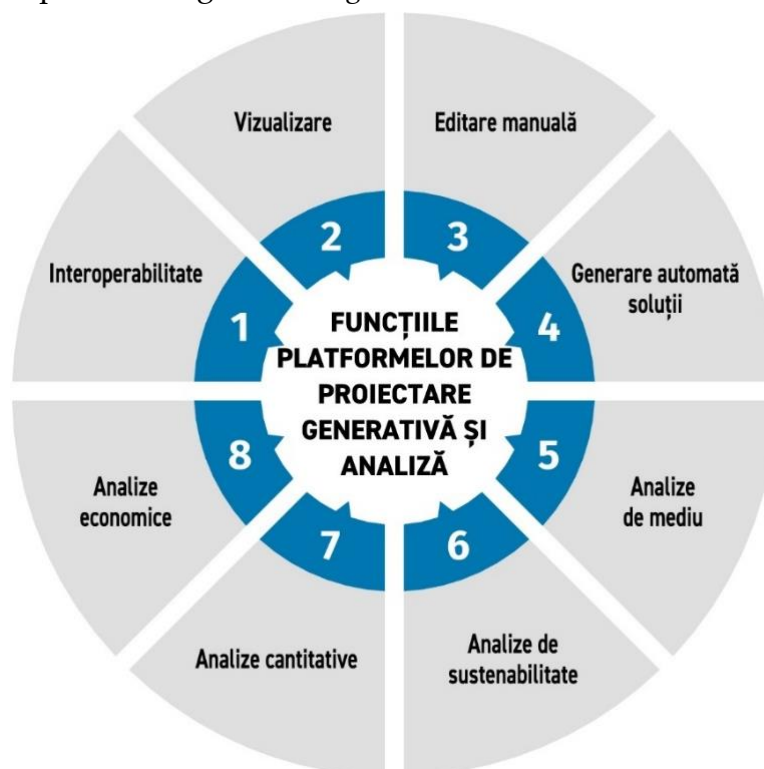 Vizualizare
Editare manuală
Interoperabilitate
Generare automată
soluții
2
3
1
4
FUNCȚIILE
PLATFORMELOR DE
PROIECTARE
GENERATIVĂ ȘI
ANALIZĂ
8
5
7
6
Analize
economice
Analize
de mediu
Analize cantitative
Analize de
sustenabilitate